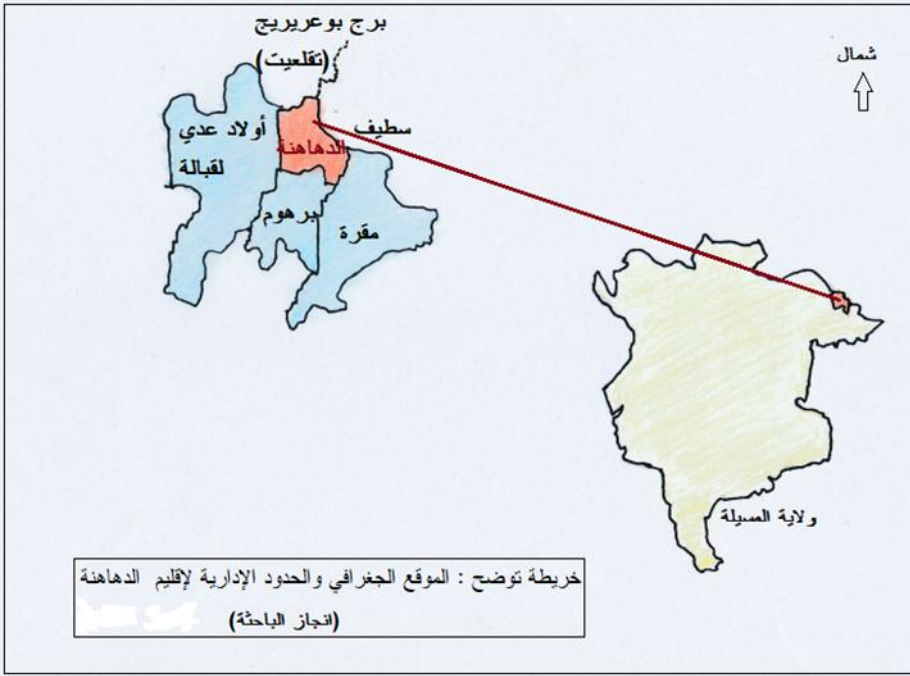 برج بوعريريج
(تقلعيت)
شمال
سطيف
أولاد عدي
لقبالة
الدهاهنة
برهوم
مقرة
ولاية المسيلة
خريطة توضح : الموقع الجغرافي والحدود الإدارية لإقليم الدهاهنة
(انجاز الباحثة)